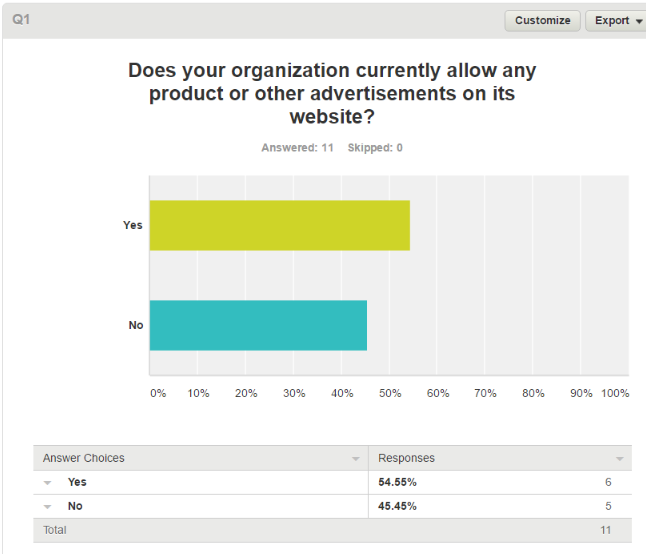 Q1
Customize
Export
Does your organization currently allow any
product or other advertisements on its
website?
Answered: 11 Skipped: 0
Yes
No
0% 10% 20% 30% 40% 50% 60% 70% 80% 90% 100%
Answer Choices Responses
Yes 54.55% 6
No 45.45% 5
Total 11